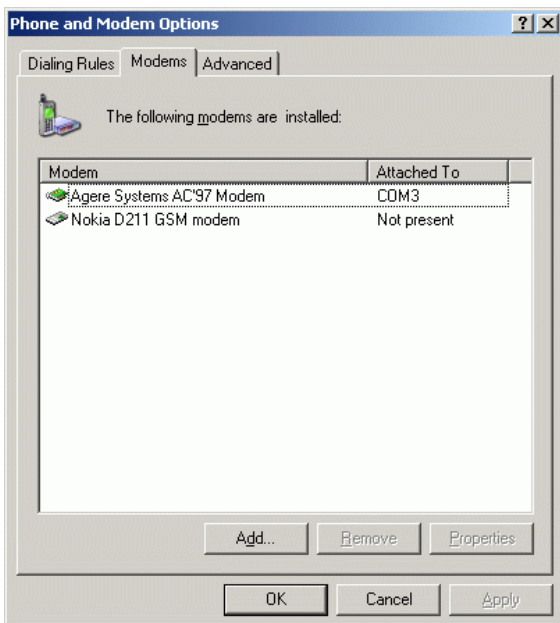 Phone and Modem Options
Dialing Rules Modems Advanced
The following modems are installed:
Modem Attached To
Agere Systems AC'97 Modem COM3
Nokia D211 GSM modem Not present
Add... Remove Properties
OK Cancel Apply